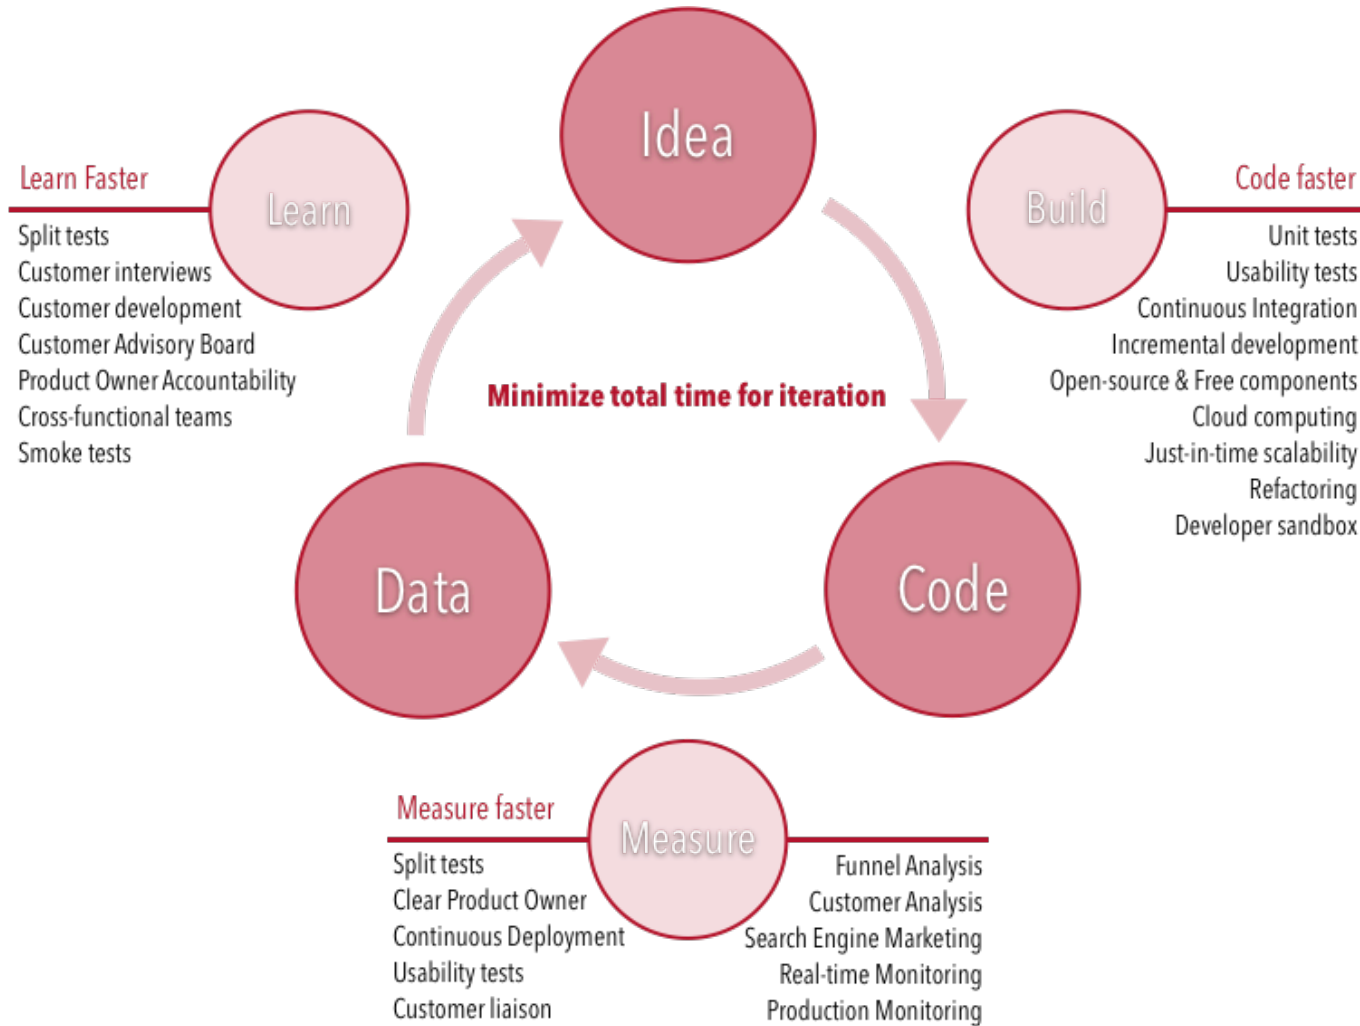 Idea
Learn Faster
Learn
Split tests
Customer interviews
Customer development
Customer Advisory Board
Product Owner Accountability
Cross-functional teams
Smoke tests
Build
Code faster
Unit tests
Usability tests
Continuous Integration
Incremental development
Open-source & Free components
Cloud computing
Just-in-time scalability
Refactoring
Developer sandbox
Minimize total time for iteration
Data
Code
Measure faster
Measure
Split tests
Clear Product Owner
Continuous Deployment
Usability tests
Customer liaison
Funnel Analysis
Customer Analysis
Search Engine Marketing
Real-time Monitoring
Production Monitoring